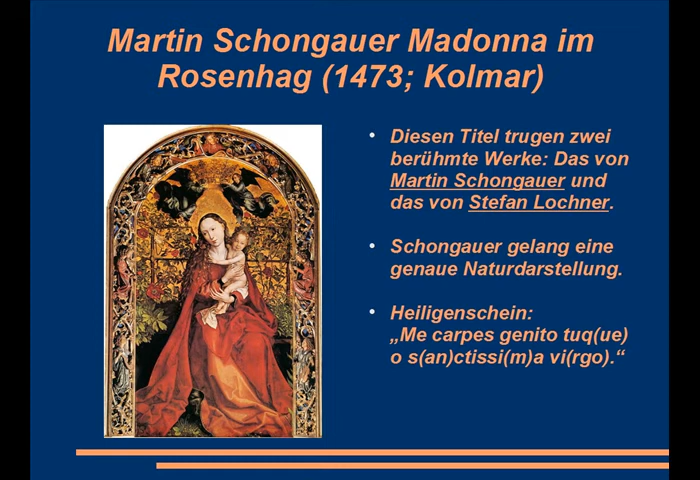 Martin Schongauer Madonna im
Rosenhag (1473; Kolmar)
• Diesen Titel trugen zwei
berühmte Werke: Das von
Martin Schongauer und
das von Stefan Lochner.
• Schongauer gelang eine
genaue Naturdarstellung.
• Heiligenschein:
„Me carpes genito tuq(ue)
o s(an)ctissi(m)a vi(rgo).“